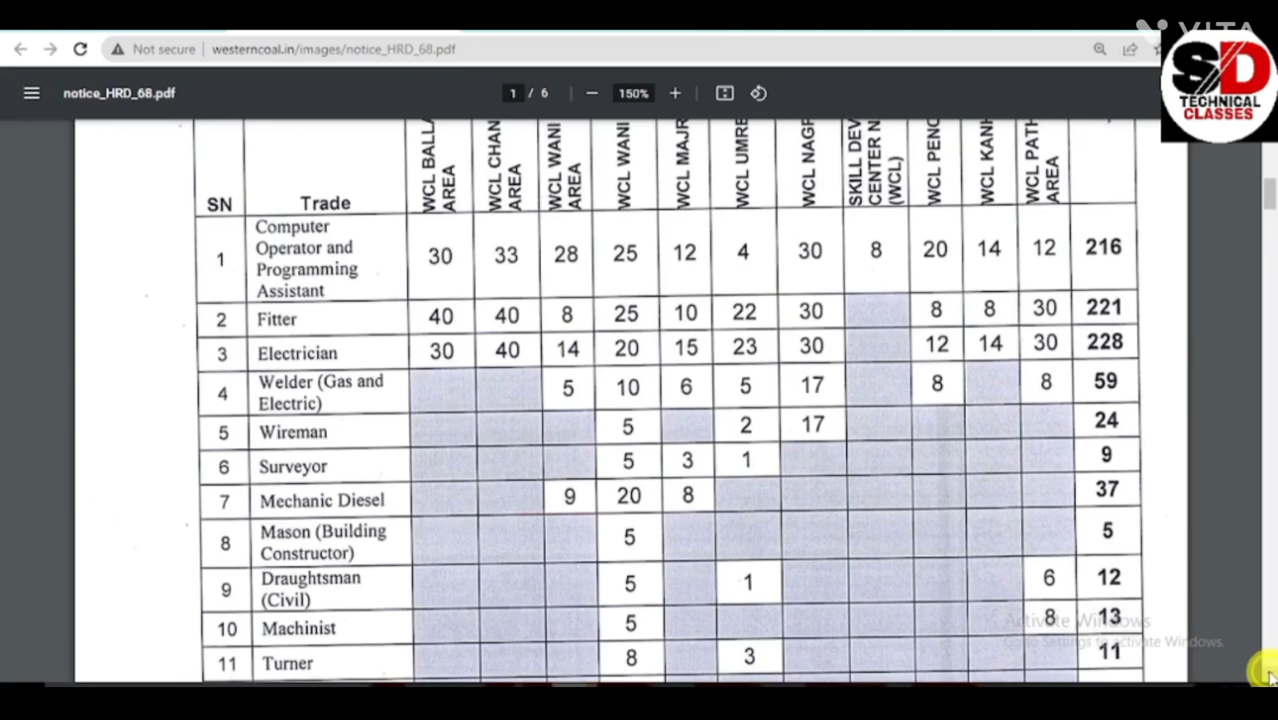 VITA
Not secure westerncoal.in/images/notice_HRD_68.pdf
SD
TECHNICAL
CLASSES
notice_HRD_68.pdf 1 / 6 150%
SN Trade WCL BALLA AREA WCL CHAN AREA WCL WANI AREA WCL WANI WCL MAJR WCL UMRE WCL NAGP SKILL DEV CENTER N (WCL) WCL PENC WCL KANH WCL PATH AREA
1 Computer Operator and Programming Assistant 30 33 28 25 12 4 30 8 20 14 12 216
2 Fitter 40 40 8 25 10 22 30 8 8 30 221
3 Electrician 30 40 14 20 15 23 30 12 14 30 228
4 Welder (Gas and Electric) 5 10 6 5 17 8 8 59
5 Wireman 5 2 17 24
6 Surveyor 5 3 1 9
7 Mechanic Diesel 9 20 8 37
8 Mason (Building Constructor) 5 5
9 Draughtsman (Civil) 5 1 6 12
10 Machinist 5 8 13
11 Turner 8 3 11
Activate Windows
Go to Settings to activate Windows.